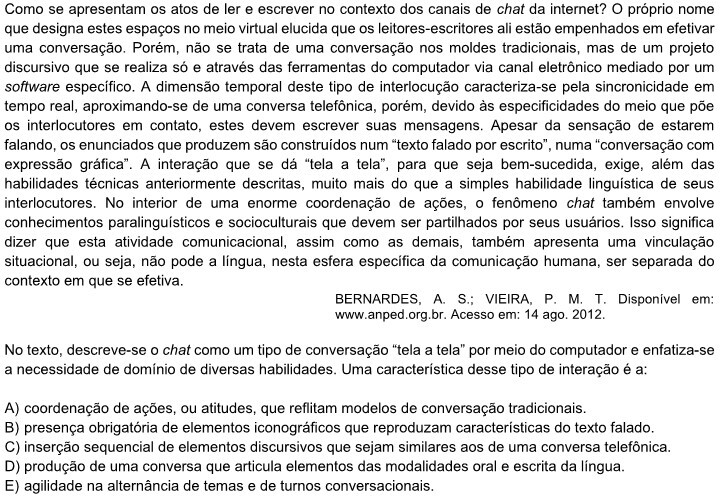 Como se apresentam os atos de ler e escrever no contexto dos canais de chat da internet? O próprio nome
que designa estes espaços no meio virtual elucida que os leitores-escritores ali estão empenhados em efetivar
uma conversação. Porém, não se trata de uma conversação nos moldes tradicionais, mas de um projeto
discursivo que se realiza só e através das ferramentas do computador via canal eletrônico mediado por um
software específico. A dimensão temporal deste tipo de interlocução caracteriza-se pela sincronicidade em
tempo real, aproximando-se de uma conversa telefônica, porém, devido às especificidades do meio que põe
os interlocutores em contato, estes devem escrever suas mensagens. Apesar da sensação de estarem
falando, os enunciados que produzem são construídos num “texto falado por escrito”, numa “conversação com
expressão gráfica”. A interação que se dá “tela a tela”, para que seja bem-sucedida, exige, além das
habilidades técnicas anteriormente descritas, muito mais do que a simples habilidade linguística de seus
interlocutores. No interior de uma enorme coordenação de ações, o fenômeno chat também envolve
conhecimentos paralinguísticos e socioculturais que devem ser partilhados por seus usuários. Isso significa
dizer que esta atividade comunicacional, assim como as demais, também apresenta uma vinculação
situacional, ou seja, não pode a língua, nesta esfera específica da comunicação humana, ser separada do
contexto em que se efetiva.
BERNARDES, A. S.; VIEIRA, P. M. T. Disponível em:
www.anped.org.br. Acesso em: 14 ago. 2012.
No texto, descreve-se o chat como um tipo de conversação “tela a tela” por meio do computador e enfatiza-se
a necessidade de domínio de diversas habilidades. Uma característica desse tipo de interação é a:
A) coordenação de ações, ou atitudes, que reflitam modelos de conversação tradicionais.
B) presença obrigatória de elementos iconográficos que reproduzam características do texto falado.
C) inserção sequencial de elementos discursivos que sejam similares aos de uma conversa telefônica.
D) produção de uma conversa que articula elementos das modalidades oral e escrita da língua.
E) agilidade na alternância de temas e de turnos conversacionais.